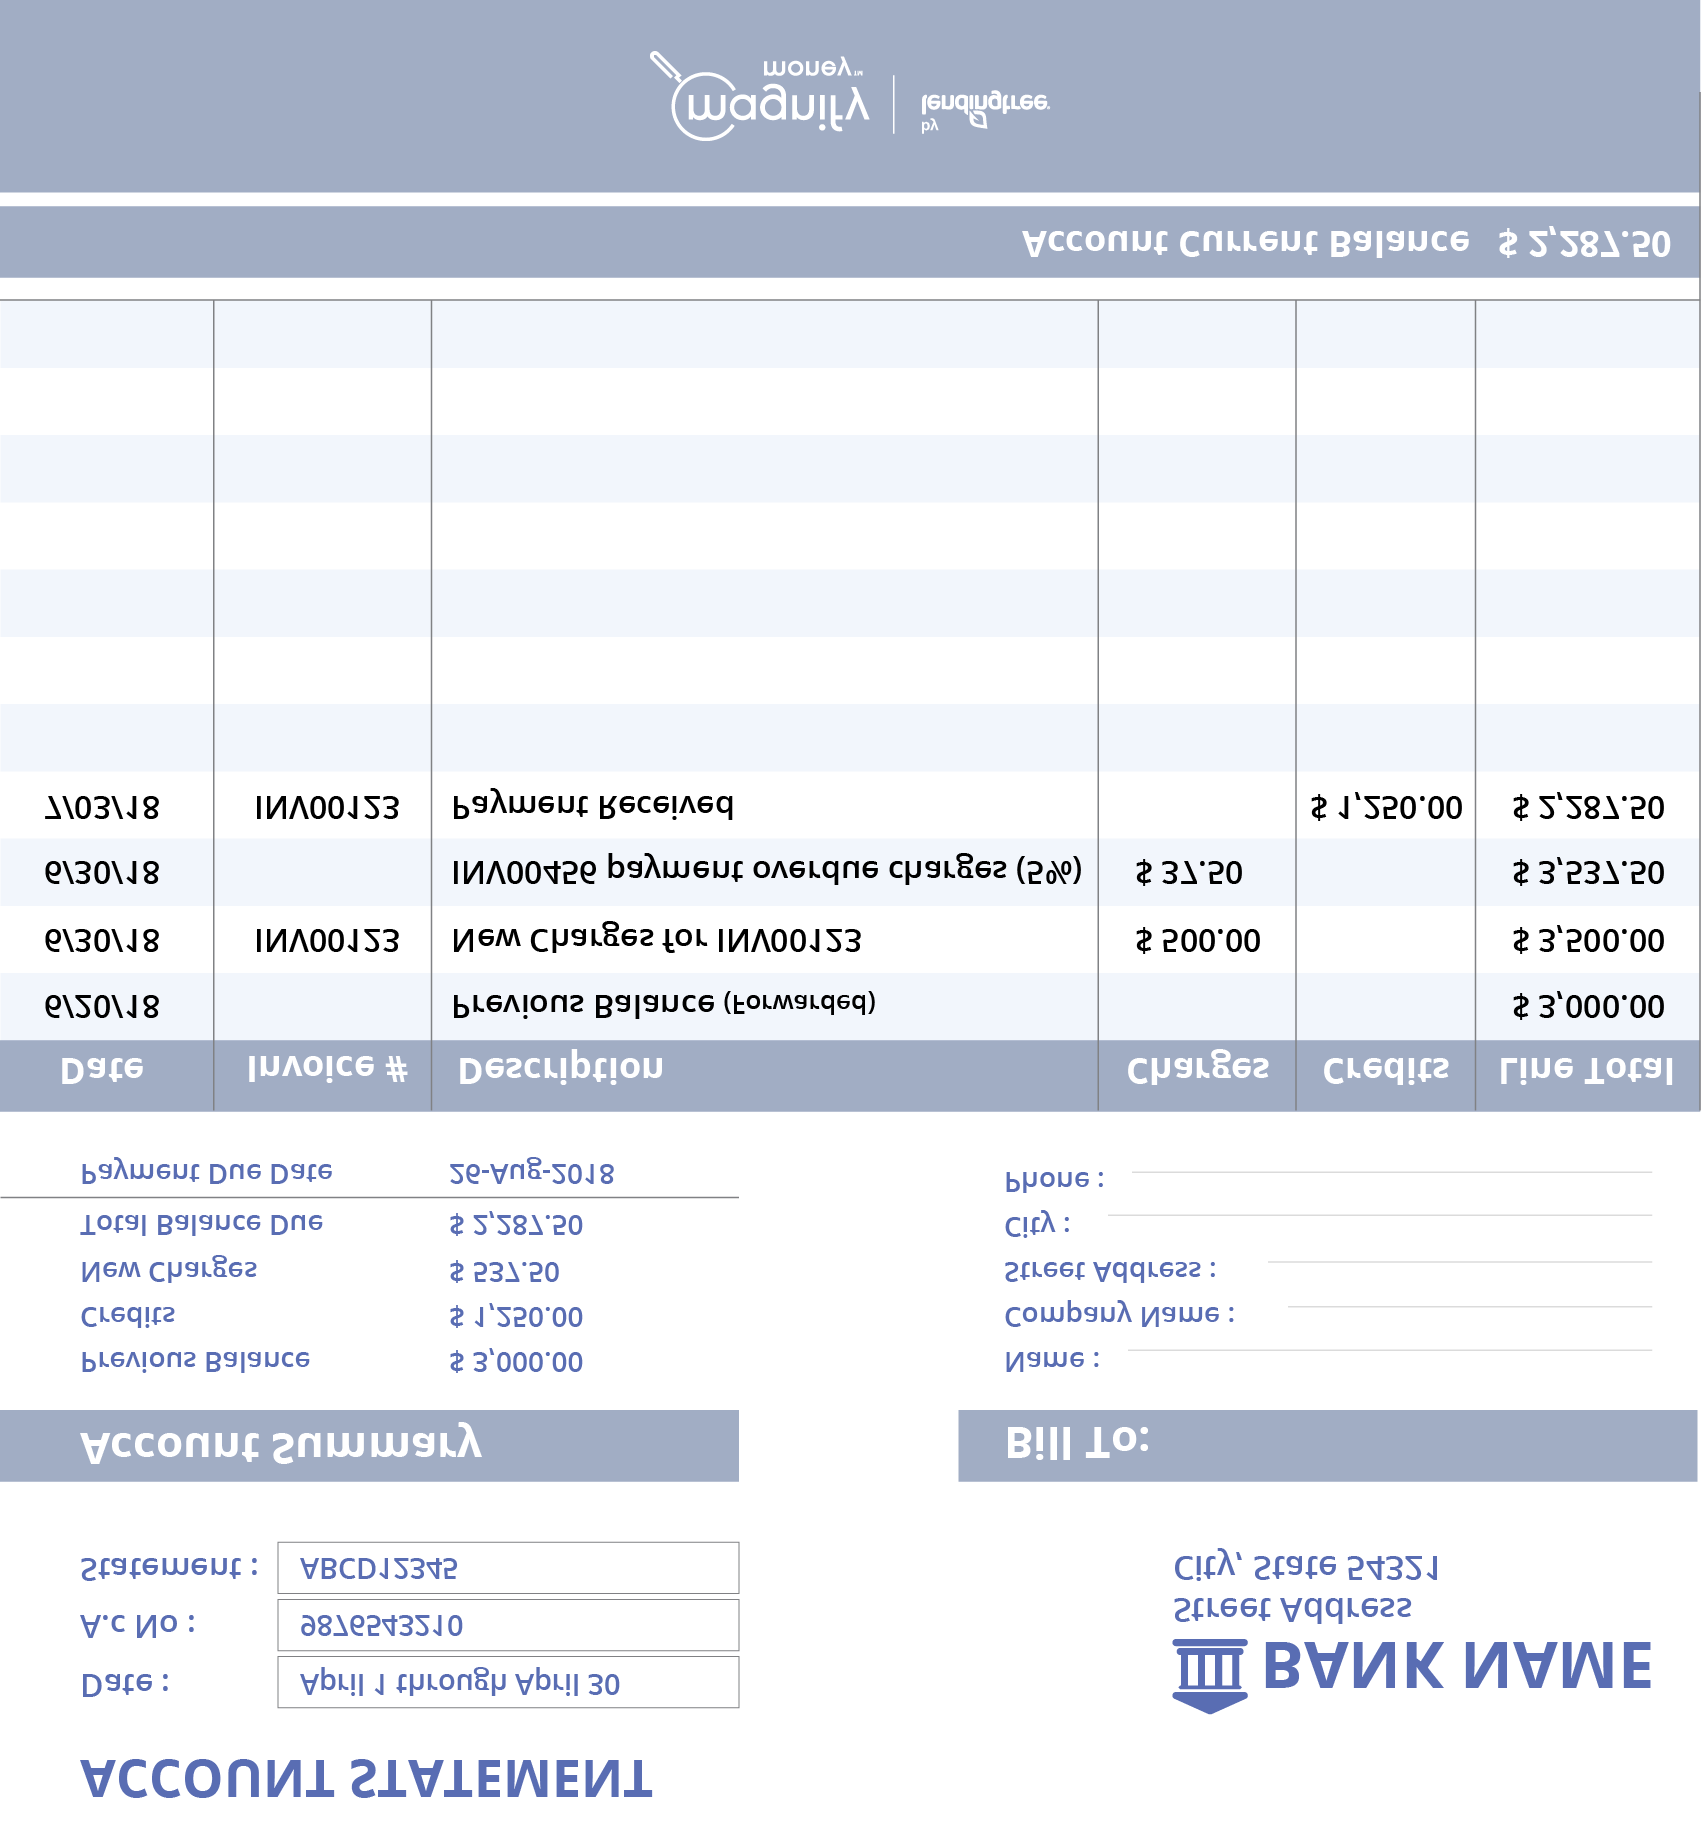 ACCOUNT STATEMENT
Date : April 1 through April 30
A.c No : 9876543210
Statement : ABCD12345
BANK NAME
Street Address
City, State 54321
Account Summary
Previous Balance $ 3,000.00
Credits $ 1,250.00
New Charges $ 537.50
Total Balance Due $ 2,287.50
Payment Due Date 26-Aug-2018
Bill To:
Name :
Company Name :
Street Address :
City :
Phone :
Date Invoice # Description Charges Credits Line Total
6/20/18 Previous Balance (Forwarded) $ 3,000.00
6/30/18 INV00123 New Charges for INV00123 $ 500.00 $ 3,500.00
6/30/18 INV00456 payment overdue charges (5%) $ 37.50 $ 3,537.50
7/03/18 INV00123 Payment Received $ 1,250.00 $ 2,287.50
Account Current Balance $ 2,287.50
magnify
money™
by
lendingtree®